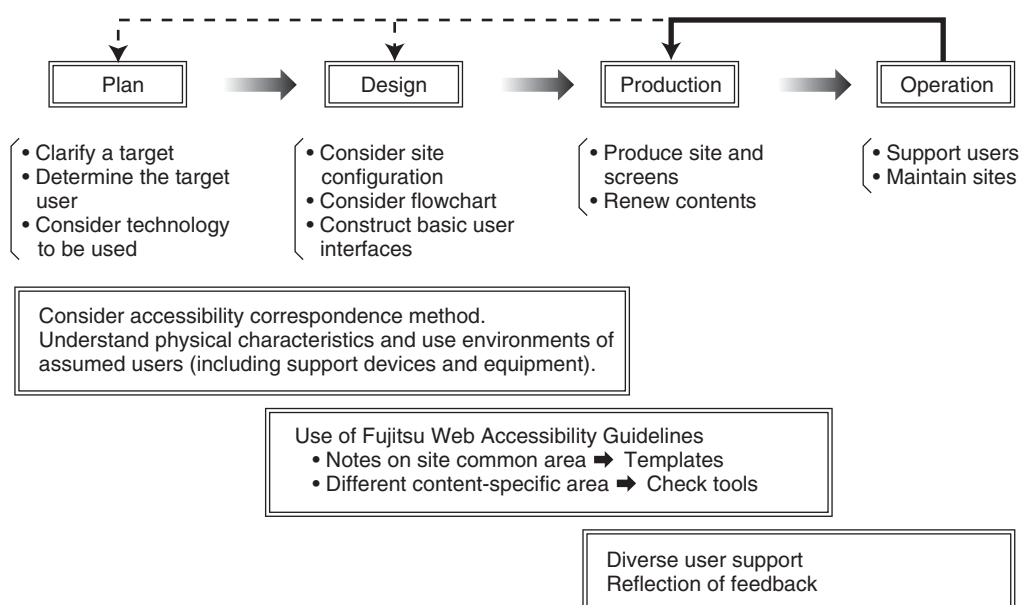 Plan
Design
Production
Operation
• Clarify a target
• Determine the target
user
• Consider technology
to be used
• Consider site
configuration
• Consider flowchart
• Construct basic user
interfaces
• Produce site and
screens
• Renew contents
• Support users
• Maintain sites
Consider accessibility correspondence method.
Understand physical characteristics and use environments of
assumed users (including support devices and equipment).
Use of Fujitsu Web Accessibility Guidelines
• Notes on site common area ➡ Templates
• Different content-specific area ➡ Check tools
Diverse user support
Reflection of feedback